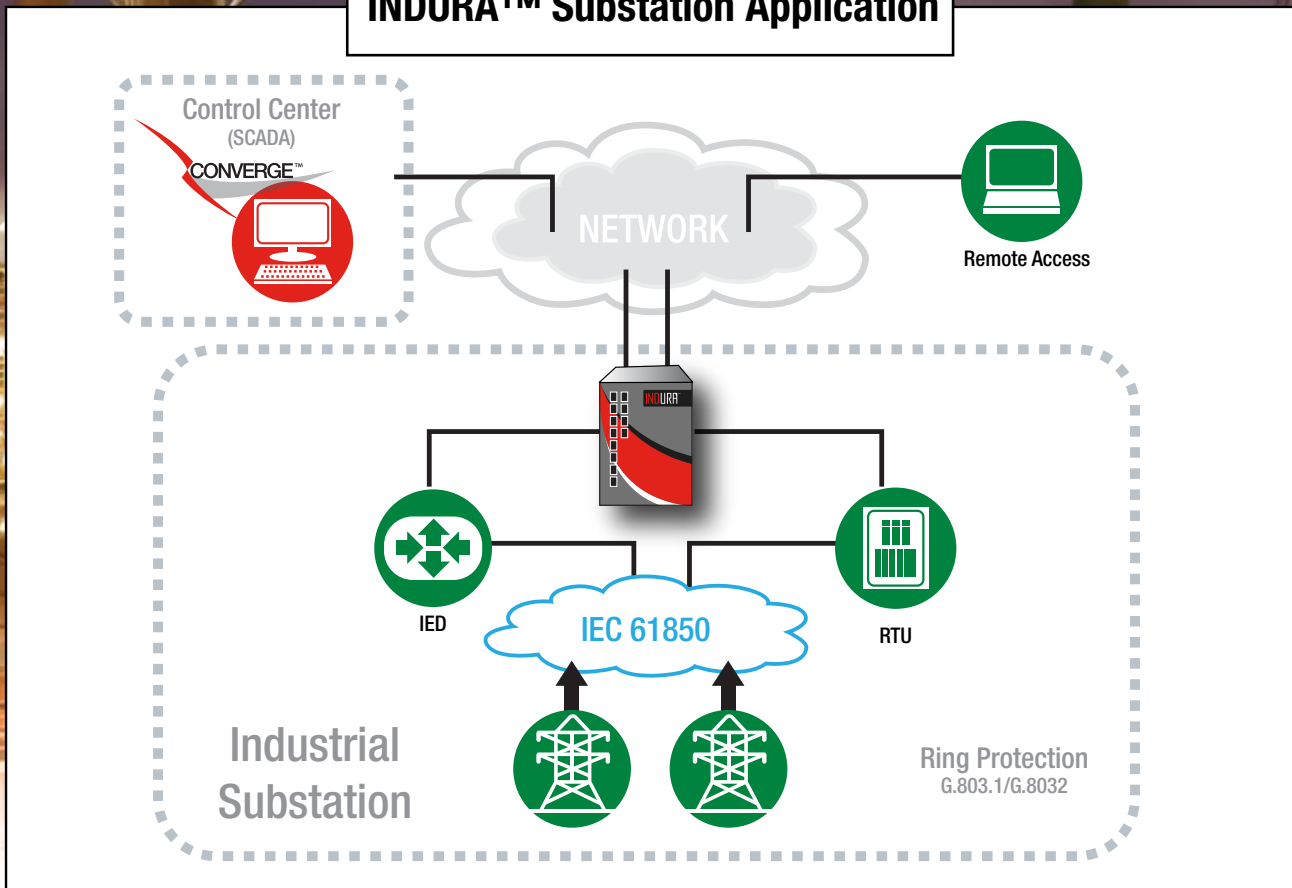 INDURA™ Substation Application
Control Center
(SCADA)
CONVERGE™
NETWORK
Remote Access
INDURA™
IED
IEC 61850
RTU
Industrial
Substation
Ring Protection
G.803.1/G.8032